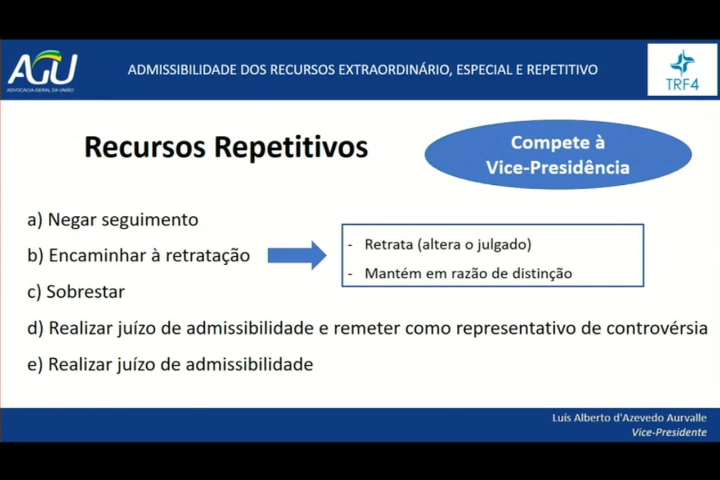 AGU
ADVOCACIA-GERAL DA UNIÃO
ADMISSIBILIDADE DOS RECURSOS EXTRAORDINÁRIO, ESPECIAL E REPETITIVO
TRF4
Recursos Repetitivos
Compete à
Vice-Presidência
a) Negar seguimento
b) Encaminhar à retratação
- Retrata (altera o julgado)
- Mantém em razão de distinção
c) Sobrestar
d) Realizar juízo de admissibilidade e remeter como representativo de controvérsia
e) Realizar juízo de admissibilidade
Luís Alberto d'Azevedo Aurvalle
Vice-Presidente